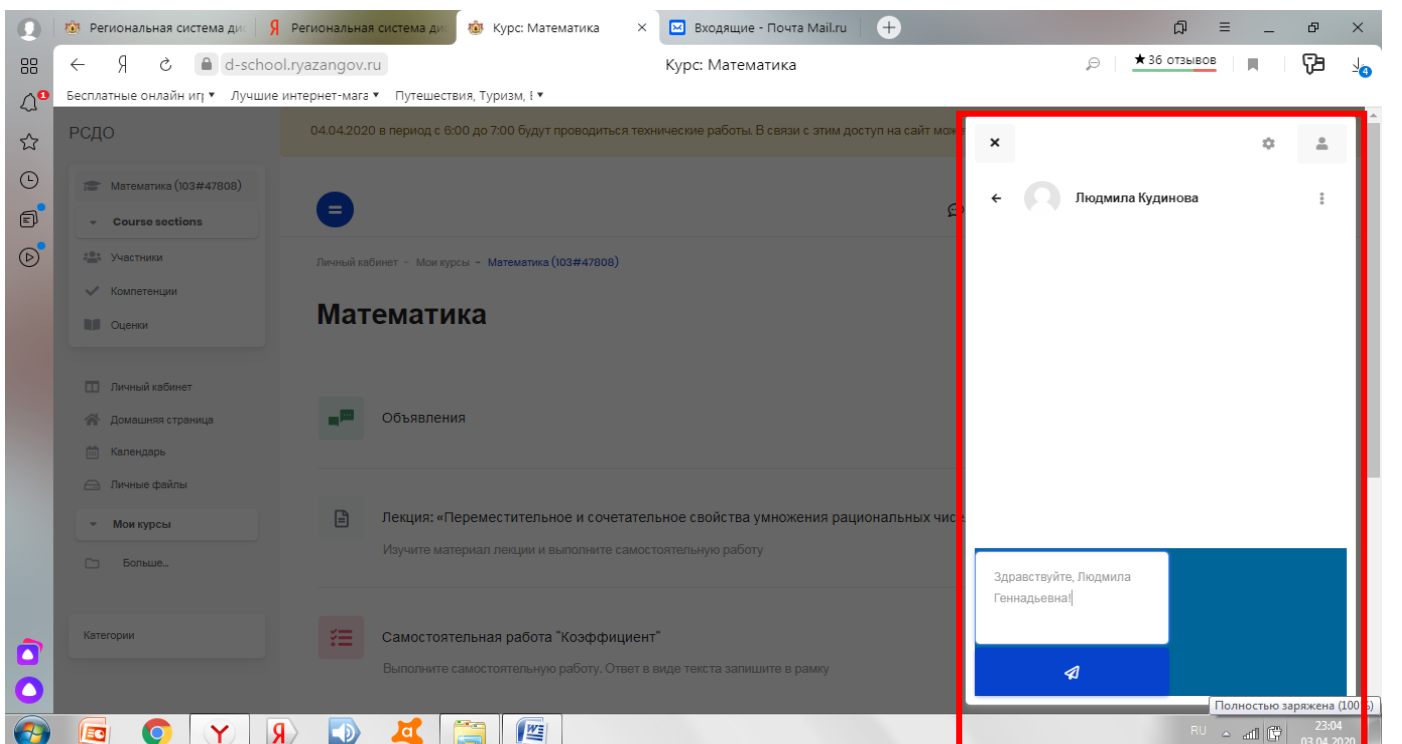 Региональная система дис
Региональная система ди
Курс: Математика
Входящие - Почта Mail.ru
d-school.ryazangov.ru
Курс: Математика
★ 36 отзывов
4
1
Бесплатные онлайн игр
Лучшие интернет-мага
Путешествия, Туризм,
РСДО
04.04.2020 в период с 6:00 до 7:00 будут проводиться технические работы. В связи с этим доступ на сайт мож
Математика (103#47808)
Course sections
Участники
Компетенции
Оценки
Личный кабинет
Домашняя страница
Календарь
Личные файлы
Мои курсы
Больше...
Категории
Личный кабинет - Мои курсы - Математика (103#47808)
Математика
Объявления
Лекция: «Переместительное и сочетательное свойства умножения рациональных чисе
Изучите материал лекции и выполните самостоятельную работу
Самостоятельная работа "Коэффициент"
Выполните самостоятельную работу. Ответ в виде текста запишите в рамку
Людмила Кудинова
Здравствуйте, Людмила
Геннадьевна!
Полностью заряжена (100%)
RU
23:04
03.04.2020